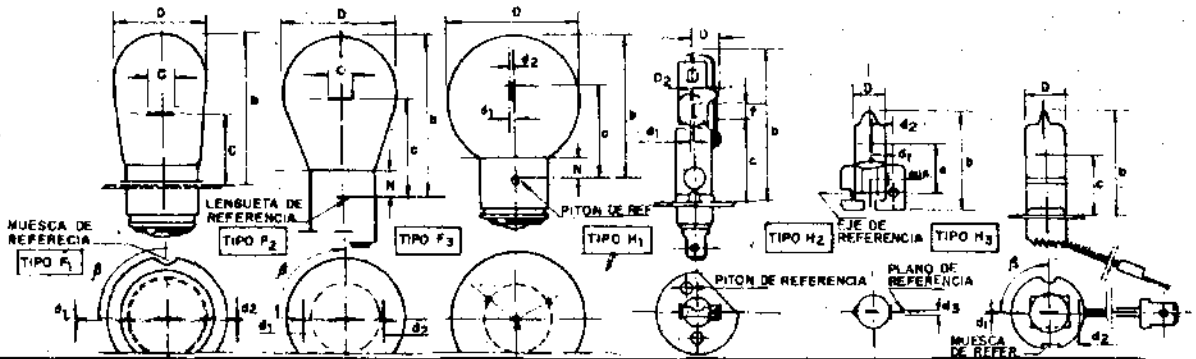 D
D
D
D
D
D
d2
D2
d2
G
C
b
b
b
b
b
b
d1
d1
d1
f
C
c
c
c
c
N
N
a
min.
MUESCA DE
REFERECIA
TIPO F1
LENGUETA DE
REFERENCIA
TIPO F2
TIPO F3
PITON DE REF
TIPO H1
TIPO H2
EJE DE
REFERENCIA
TIPO H3
β
β
β
d1
d2
d1
d2
PITON DE REFERENCIA
PLANO DE
REFERENCIA
d3
d1
d2
MUESCA
DE REFER